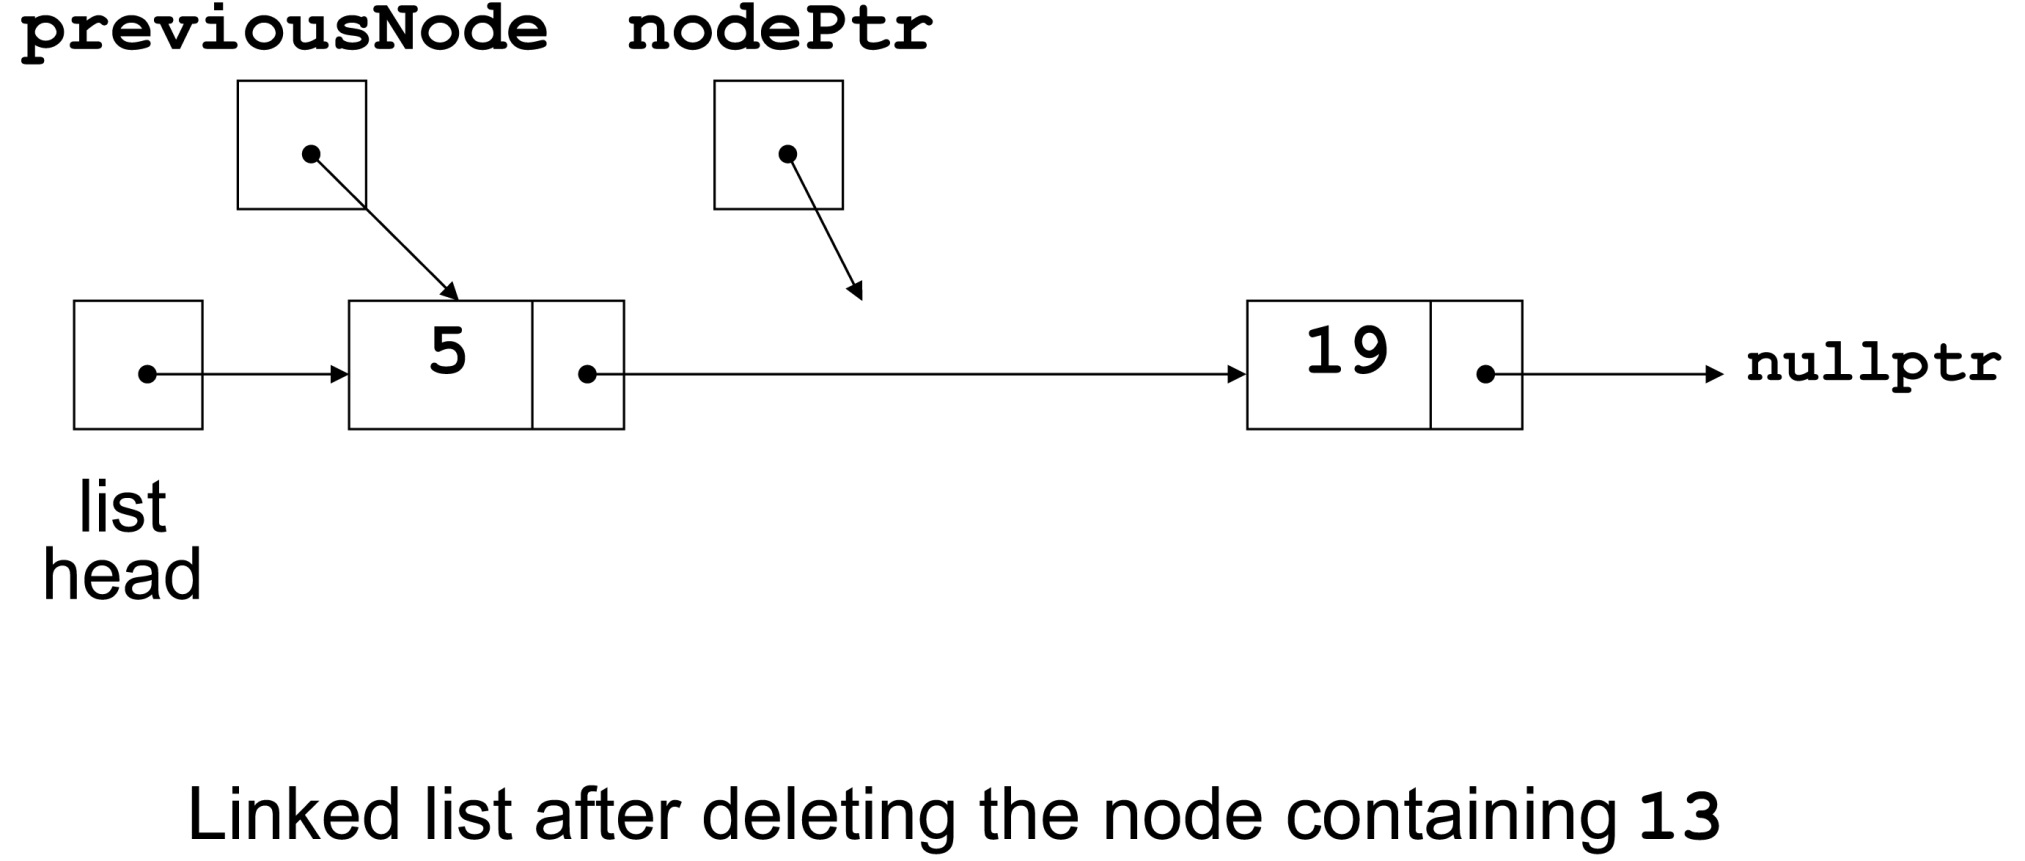 previousNode nodePtr
5 19 nullptr
list
head
Linked list after deleting the node containing 13